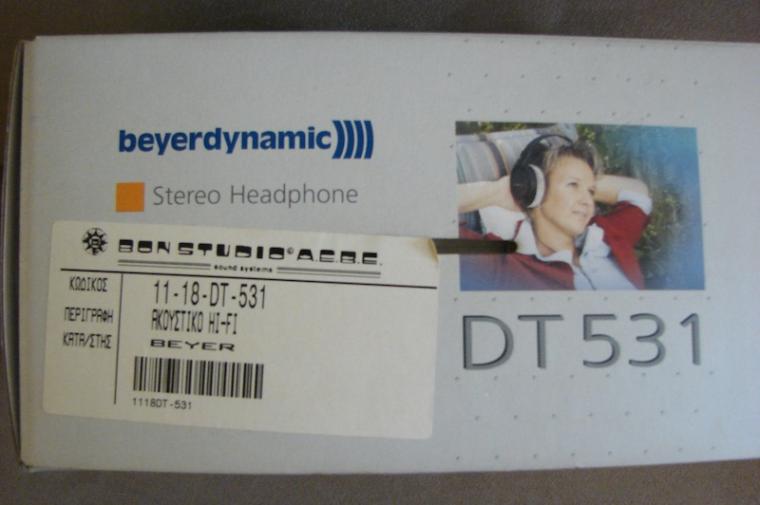 beyerdynamic
Stereo Headphone
BON STUDIO© A.E.B.E.
sound systems
ΚΩΔΙΚΟΣ 11-18-DT-531
ΠΕΡΙΓΡΑΦΗ ΑΚΟΥΣΤΙΚΟ HI-FI
ΚΑΤΑ/ΣΤΗΣ BEYER
1118DT-531
DT 531